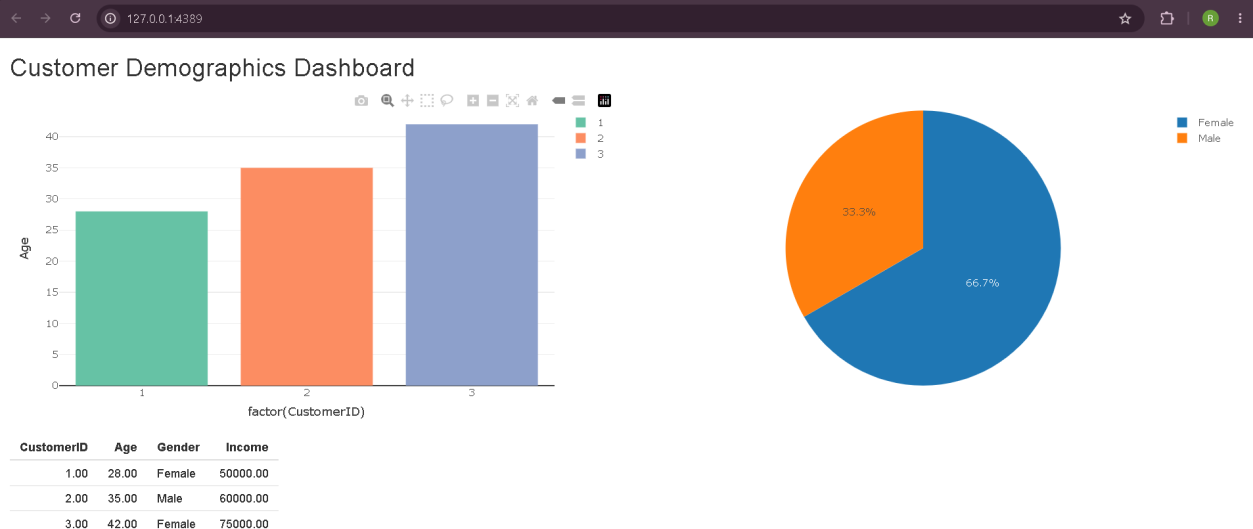 127.0.0.1:4389
R
Customer Demographics Dashboard
1
2
3
Age
40
35
30
25
20
15
10
5
0
1 2 3
factor(CustomerID)
33.3%
66.7%
Female
Male
CustomerID Age Gender Income
1.00 28.00 Female 50000.00
2.00 35.00 Male 60000.00
3.00 42.00 Female 75000.00